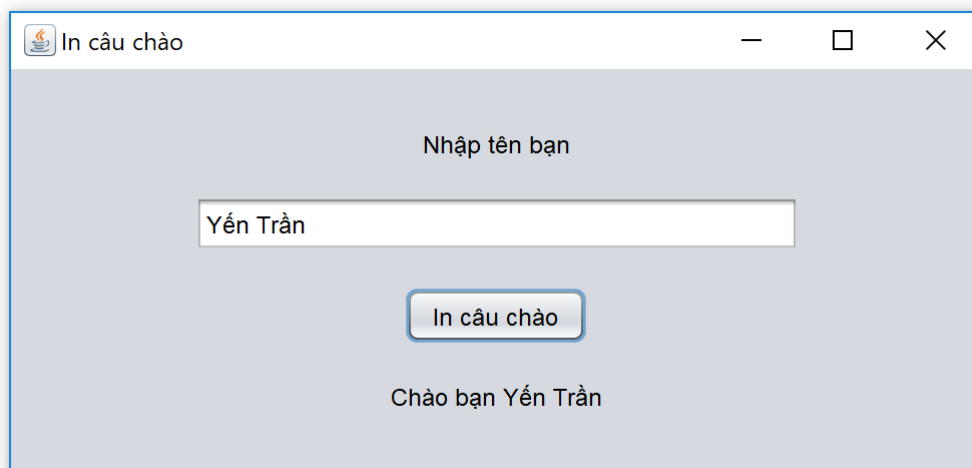 In câu chào
Nhập tên bạn
Yến Trần
In câu chào
Chào bạn Yến Trần